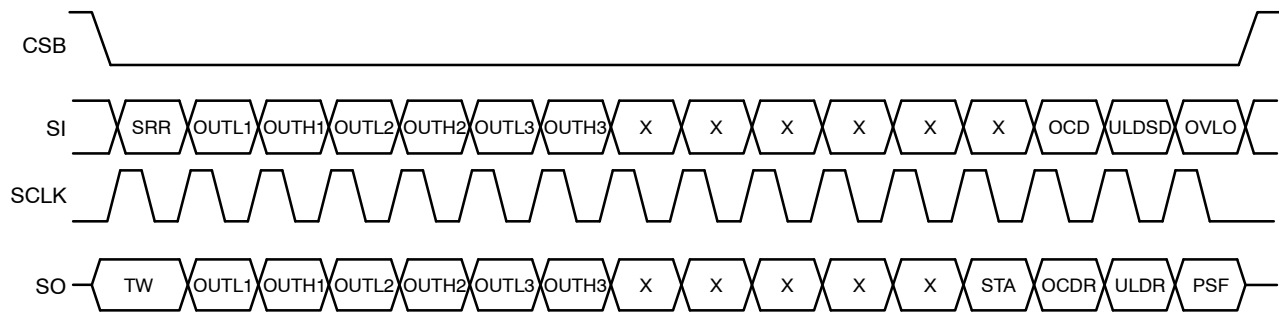 CSB
SI SRR OUTL1 OUTH1 OUTL2 OUTH2 OUTL3 OUTH3 X X X X X X OCD ULDSD OVLO
SCLK
SO TW OUTL1 OUTH1 OUTL2 OUTH2 OUTL3 OUTH3 X X X X X STA OCDR ULDR PSF